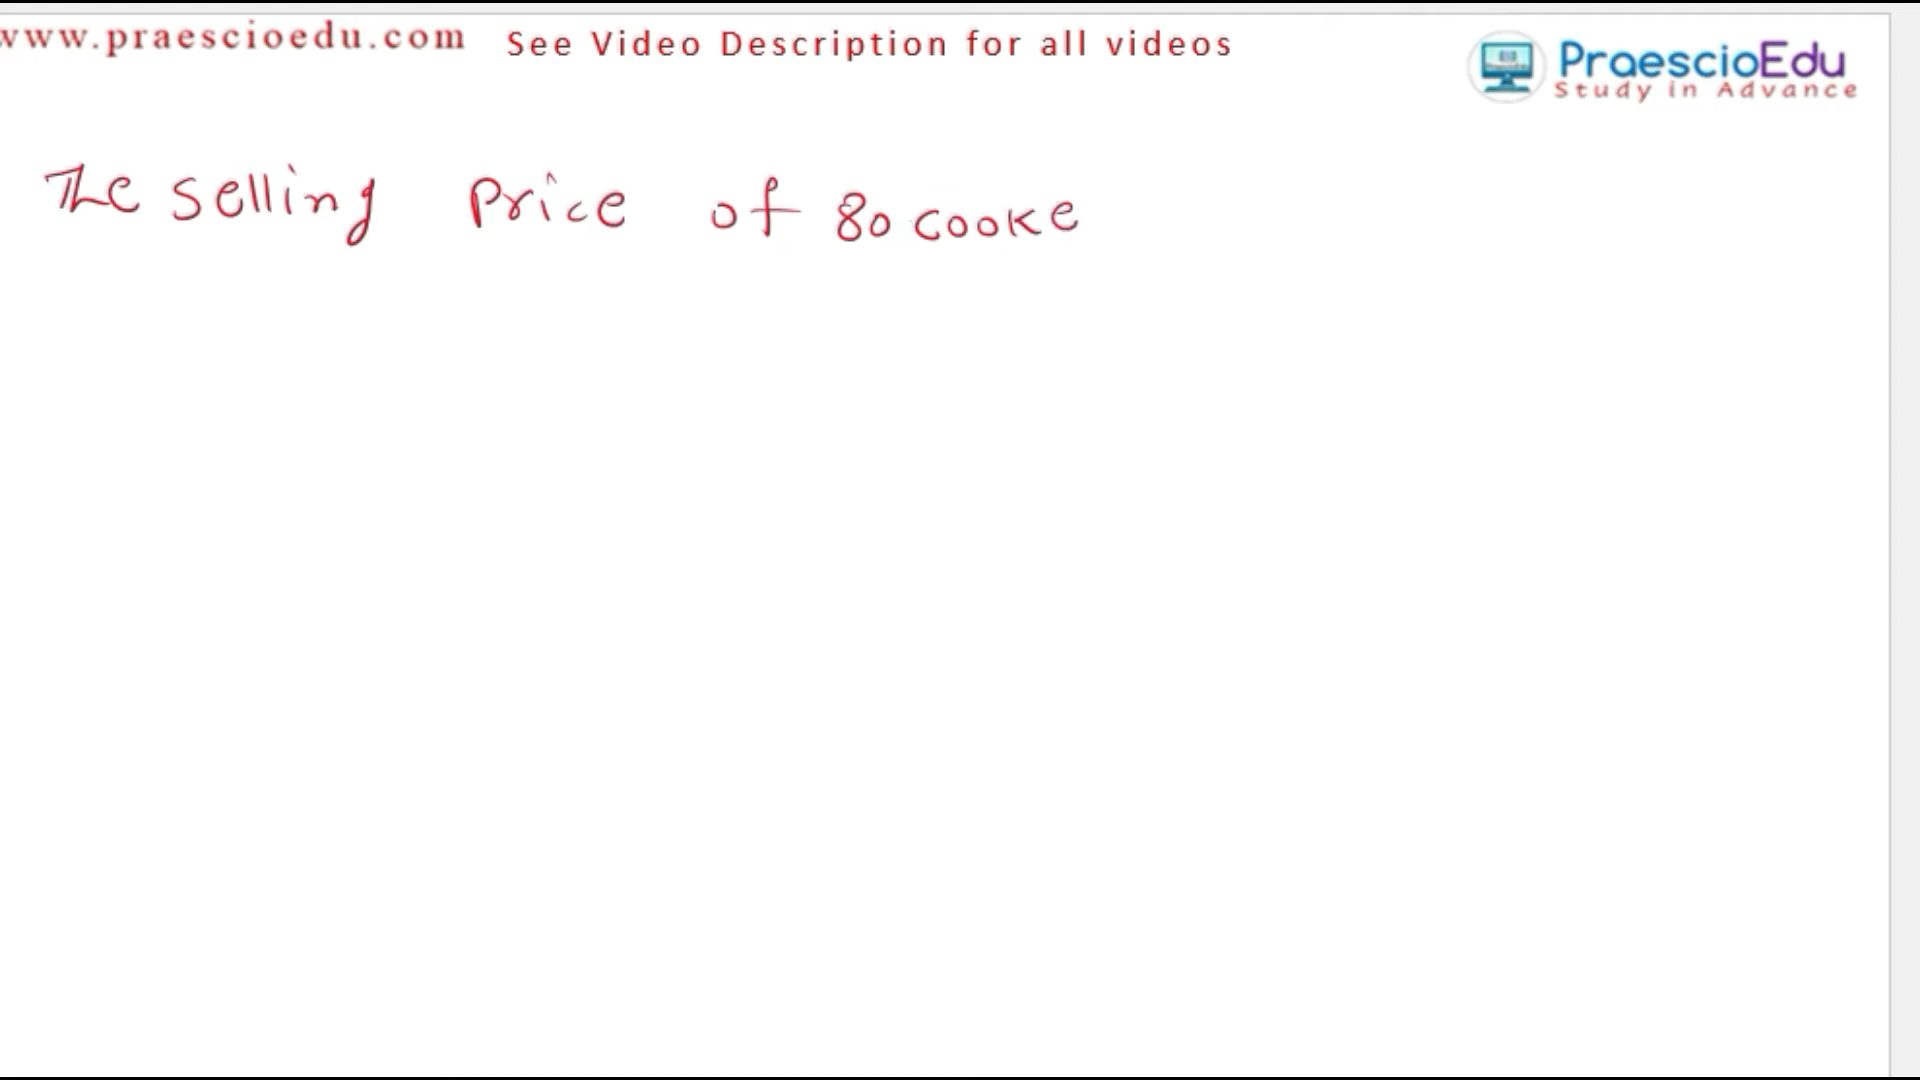 www.praescioedu.com See Video Description for all videos
PraescioEdu
Study in Advance
The selling Price of 80 cooke